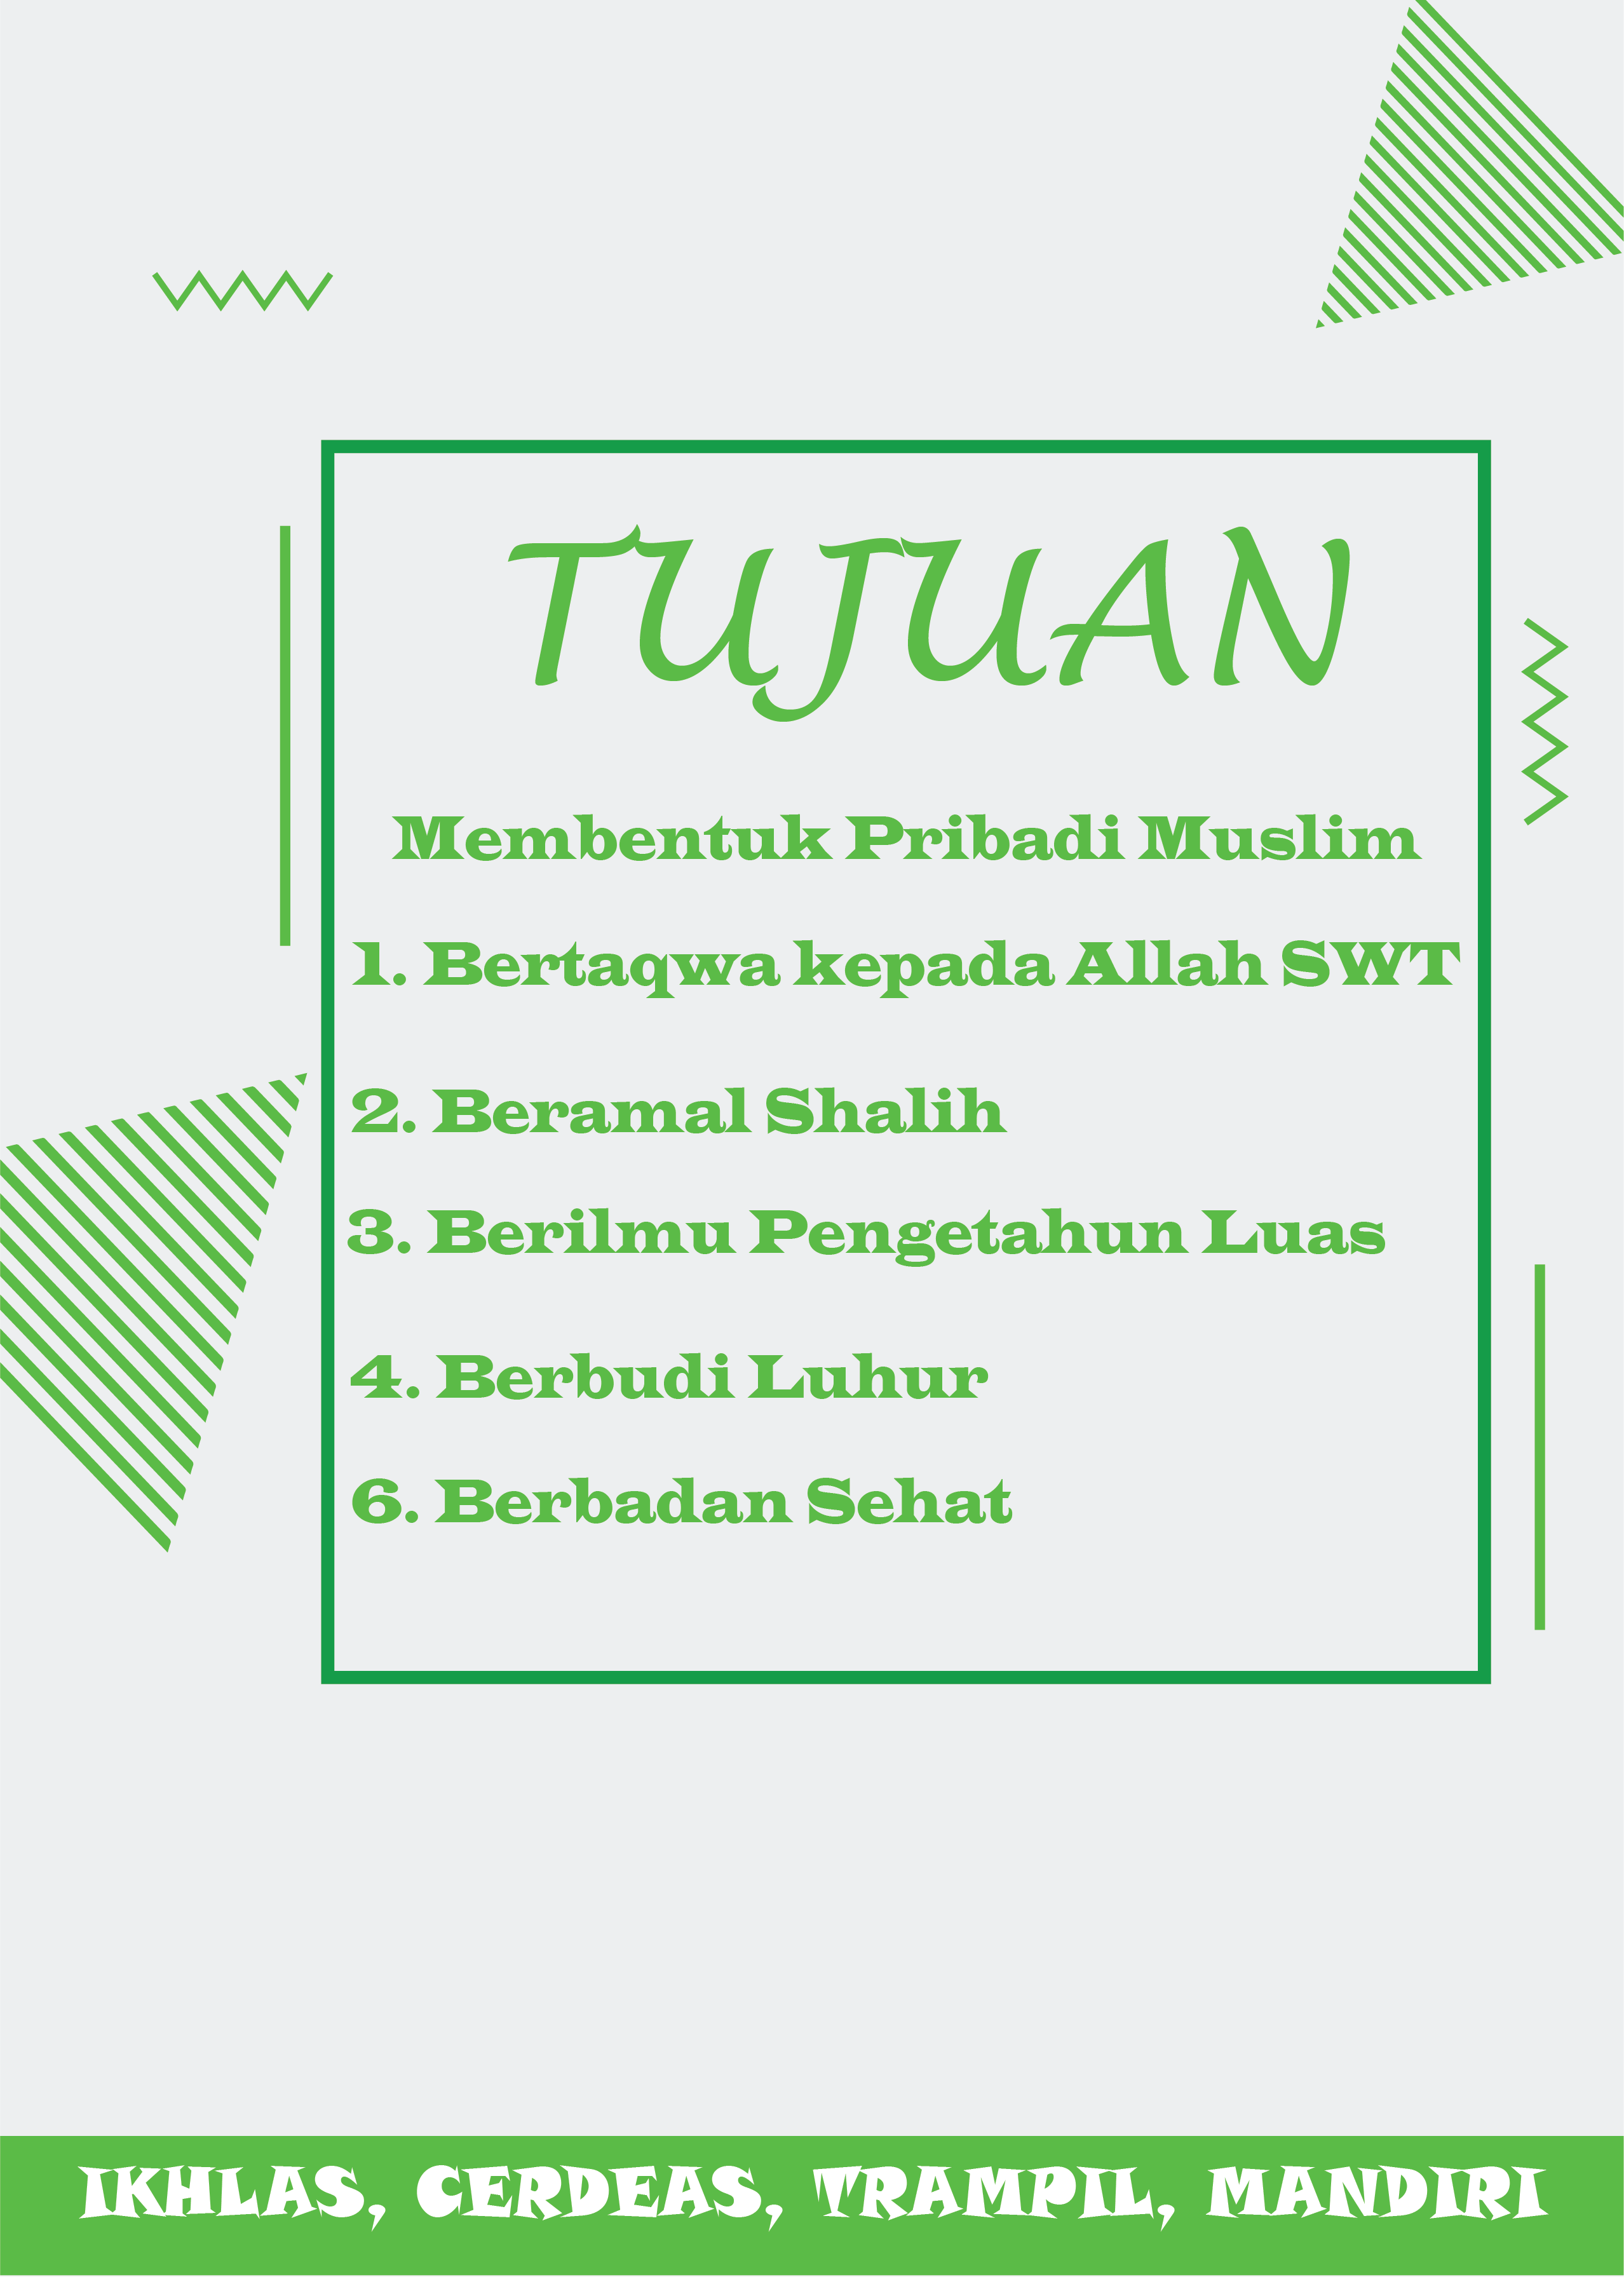 TUJUAN
Membentuk Pribadi Muslim
1. Bertaqwa kepada Allah SWT
2. Beramal Shalih
3. Berilmu Pengetahun Luas
4. Berbudi Luhur
6. Berbadan Sehat
IKHLAS, CERDEAS, TRAMPIL, MANDIRI